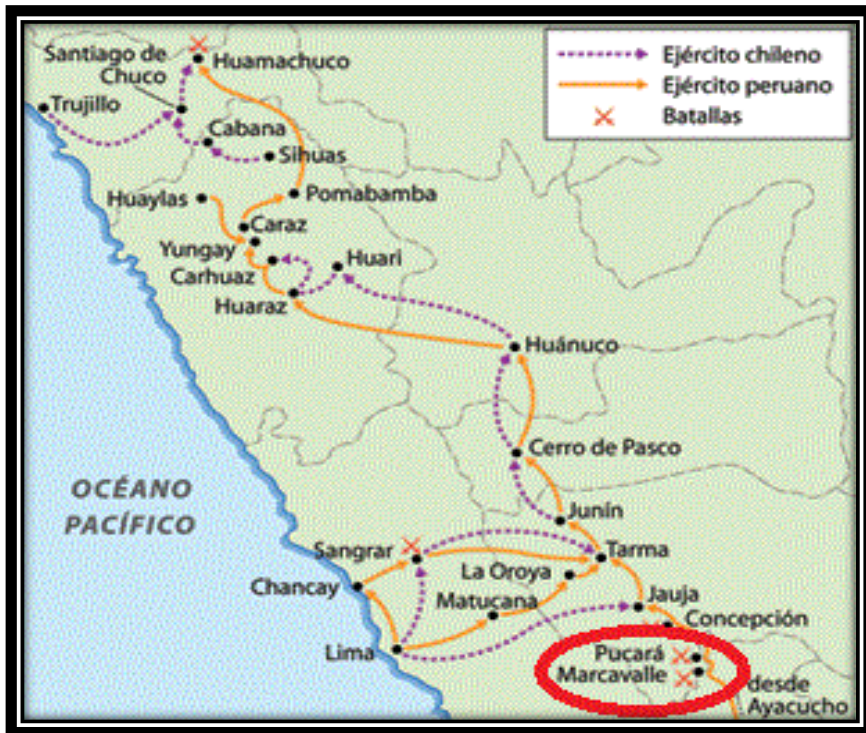 Santiago de
Chuco
Huamachuco
Trujillo
Cabana
Sihuas
Huaylas
Pomabamba
Caraz
Yungay
Carhuaz
Huari
Huaraz
Huánuco
Cerro de Pasco
OCÉANO
PACÍFICO
Junín
Sangrar
Tarma
La Oroya
Chancay
Matucana
Jauja
Concepción
Lima
Pucará
Marcavalle
desde
Ayacucho
Ejército chileno
Ejército peruano
Batallas